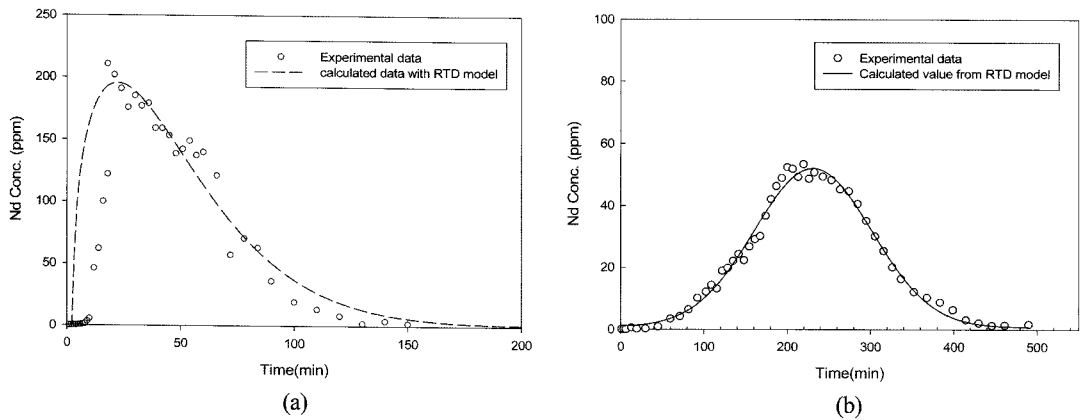 250
200
150
100
50
0
Nd Conc. (ppm)
Experimental data
calculated data with RTD model
0
50
100
150
200
Time(min)
(a)
100
80
60
40
20
0
Nd Conc. (ppm)
Experimental data
Calculated value from RTD model
0
100
200
300
400
500
Time(min)
(b)